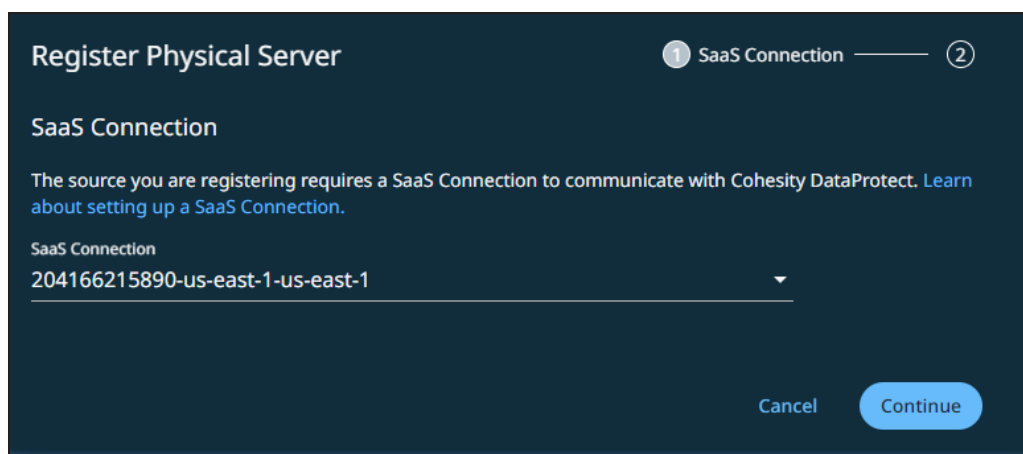 Register Physical Server
1 SaaS Connection 2
SaaS Connection
The source you are registering requires a SaaS Connection to communicate with Cohesity DataProtect. Learn
about setting up a SaaS Connection.
SaaS Connection
204166215890-us-east-1-us-east-1
Cancel Continue